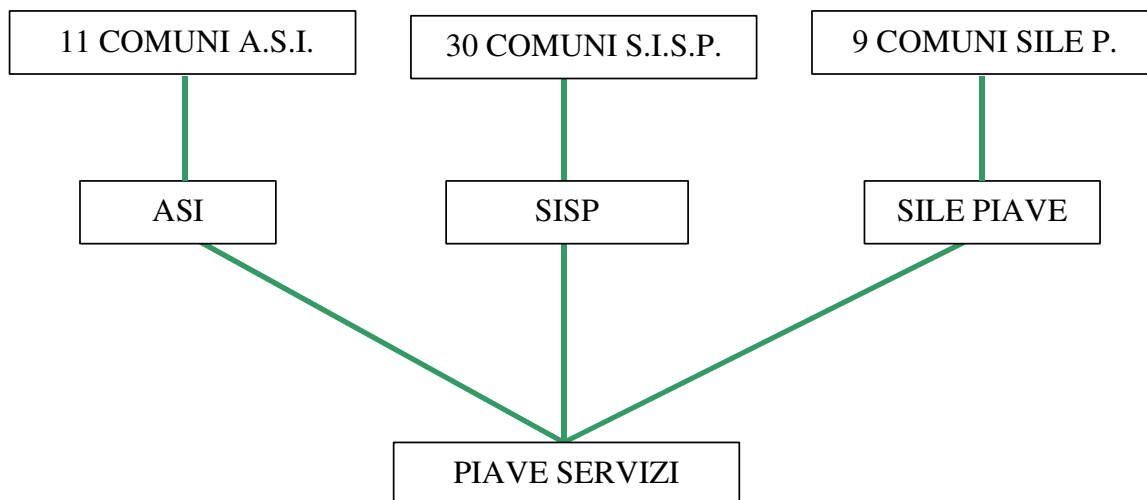 11 COMUNI A.S.I.
30 COMUNI S.I.S.P.
9 COMUNI SILE P.
ASI
SISP
SILE PIAVE
PIAVE SERVIZI